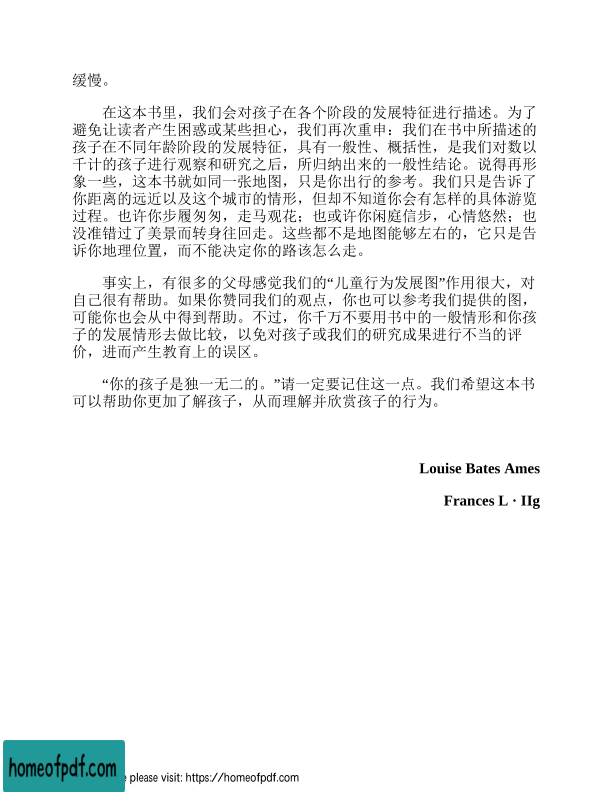 缓慢。
在这本书里，我们会对孩子在各个阶段的发展特征进行描述。为了
避免让读者产生困惑或某些担心，我们再次重申：我们在书中所描述的
孩子在不同年龄阶段的发展特征，具有一般性、概括性，是我们对数以
千计的孩子进行观察和研究之后，所归纳出来的一般性结论。说得再形
象一些，这本书就如同一张地图，只是你出行的参考。我们只是告诉了
你距离的远近以及这个城市的情形，但却不知道你会有怎样的具体游览
过程。也许你步履匆匆，走马观花；也或许你闲庭信步，心情悠然；也
没准错过了美景而转身往回走。这些都不是地图能够左右的，它只是告
诉你地理位置，而不能决定你的路该怎么走。
事实上，有很多的父母感觉我们的“儿童行为发展图”作用很大，对
自己很有帮助。如果你赞同我们的观点，你也可以参考我们提供的图，
可能你也会从中得到帮助。不过，你千万不要用书中的一般情形和你孩
子的发展情形去做比较，以免对孩子或我们的研究成果进行不当的评
价，进而产生教育上的误区。
“你的孩子是独一无二的。”请一定要记住这一点。我们希望这本书
可以帮助你更加了解孩子，从而理解并欣赏孩子的行为。
Louise Bates Ames
Frances L · IIg
homeofpdf.com
please visit: https://homeofpdf.com